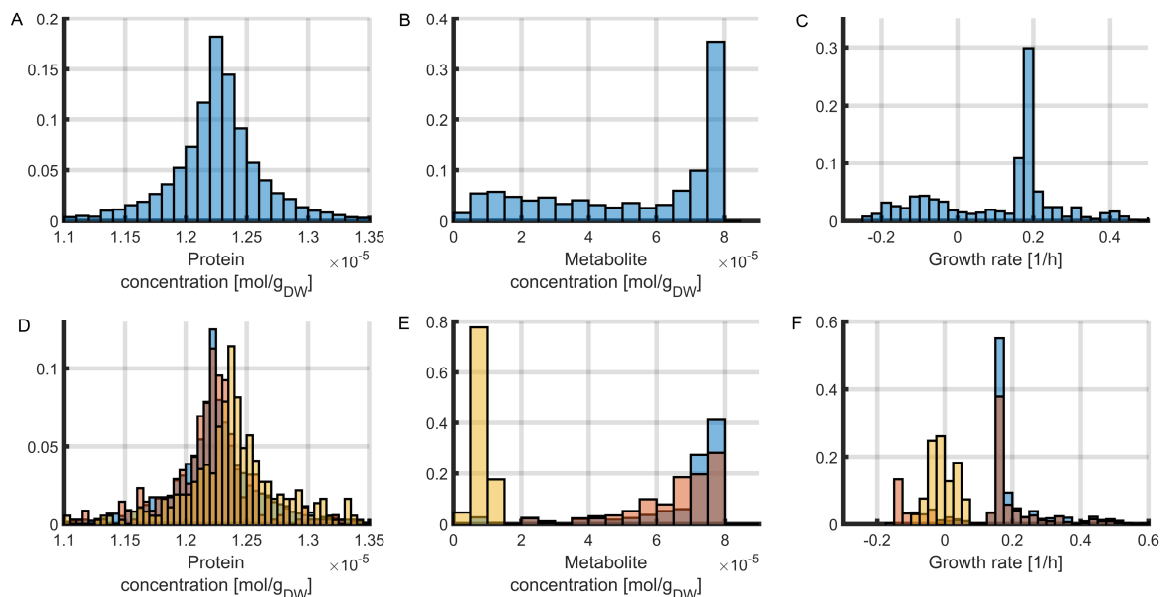 A
0.2
0.15
0.1
0.05
0
1.1 1.15 1.2 1.25 1.3 1.35
Protein ×10-5
concentration [mol/gDW]
B
0.4
0.3
0.2
0.1
0
0 2 4 6 8
Metabolite ×10-5
concentration [mol/gDW]
C
0.3
0.2
0.1
0
-0.2 0 0.2 0.4
Growth rate [1/h]
D
0.1
0.05
0
1.1 1.15 1.2 1.25 1.3 1.35
Protein ×10-5
concentration [mol/gDW]
E
0.8
0.6
0.4
0.2
0
0 2 4 6 8
Metabolite ×10-5
concentration [mol/gDW]
F
0.6
0.4
0.2
0
-0.2 0 0.2 0.4 0.6
Growth rate [1/h]